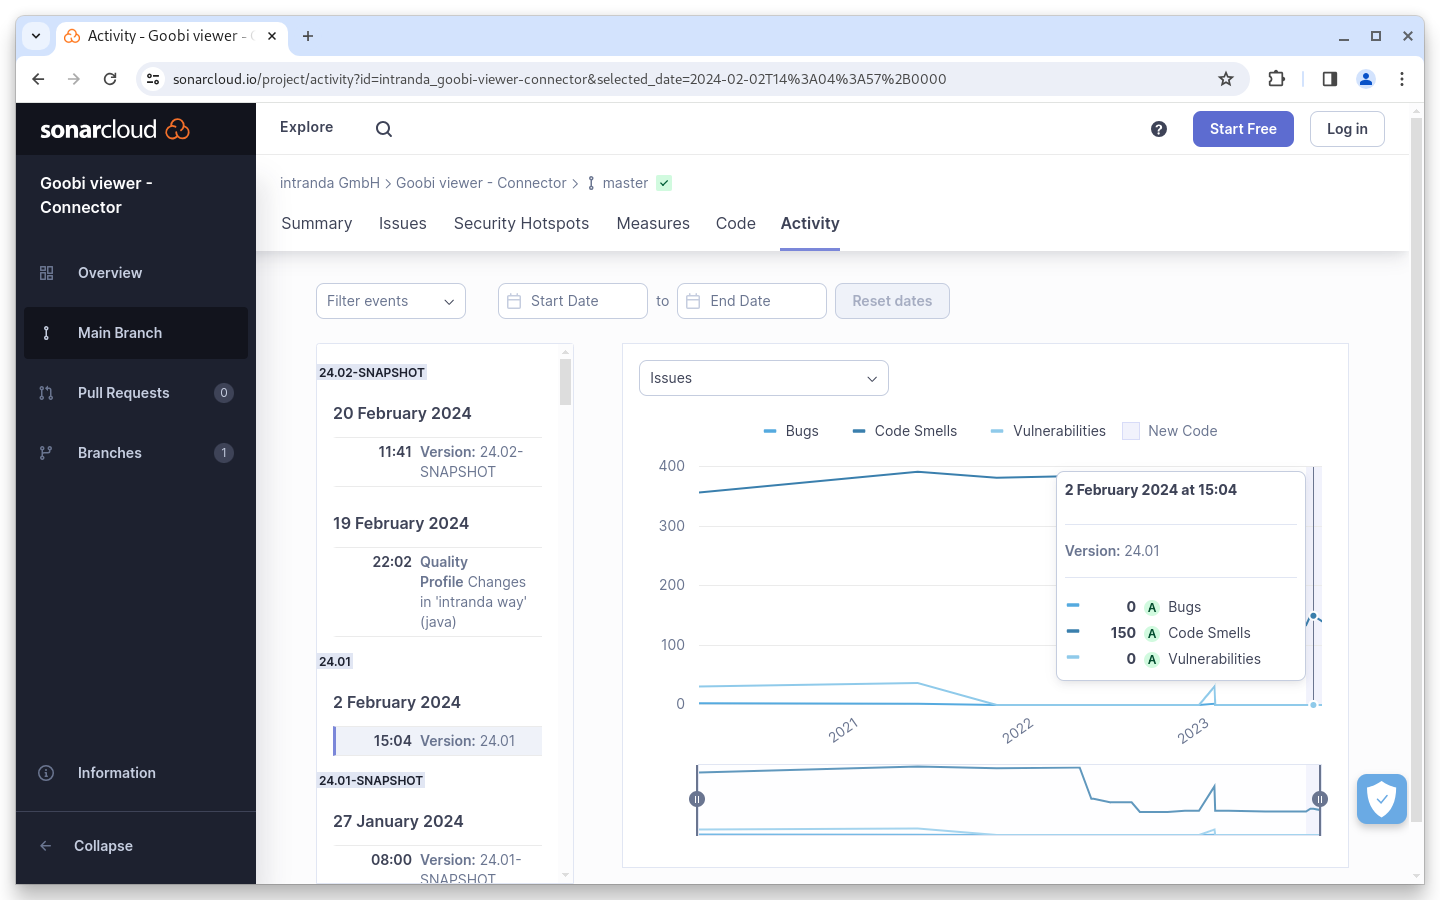 Activity - Goobi viewer -
sonarcloud.io/project/activity?id=intranda_goobi-viewer-connector&selected_date=2024-02-02T14%3A04%3A57%2B0000
sonarcloud
Explore
Start Free
Log in
Goobi viewer -
Connector
Overview
Main Branch
Pull Requests
0
Branches
1
Information
Collapse
intranda GmbH
Goobi viewer - Connector
master
Summary
Issues
Security Hotspots
Measures
Code
Activity
Filter events
Start Date
to
End Date
Reset dates
24.02-SNAPSHOT
20 February 2024
11:41 Version: 24.02-
SNAPSHOT
19 February 2024
22:02 Quality
Profile Changes
in 'intranda way'
(java)
24.01
2 February 2024
15:04 Version: 24.01
24.01-SNAPSHOT
27 January 2024
08:00 Version: 24.01-
SNAPSHOT
Issues
Bugs
Code Smells
Vulnerabilities
New Code
400
300
200
100
0
2021
2022
2023
2 February 2024 at 15:04
Version: 24.01
0 A Bugs
150 A Code Smells
0 A Vulnerabilities